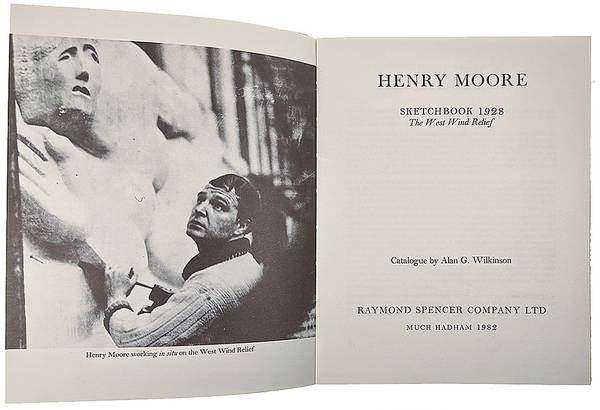 Henry Moore working in situ on the West Wind Relief
HENRY MOORE
SKETCHBOOK 1928
The West Wind Relief
Catalogue by Alan G. Wilkinson
RAYMOND SPENCER COMPANY LTD
MUCH HADHAM 1982